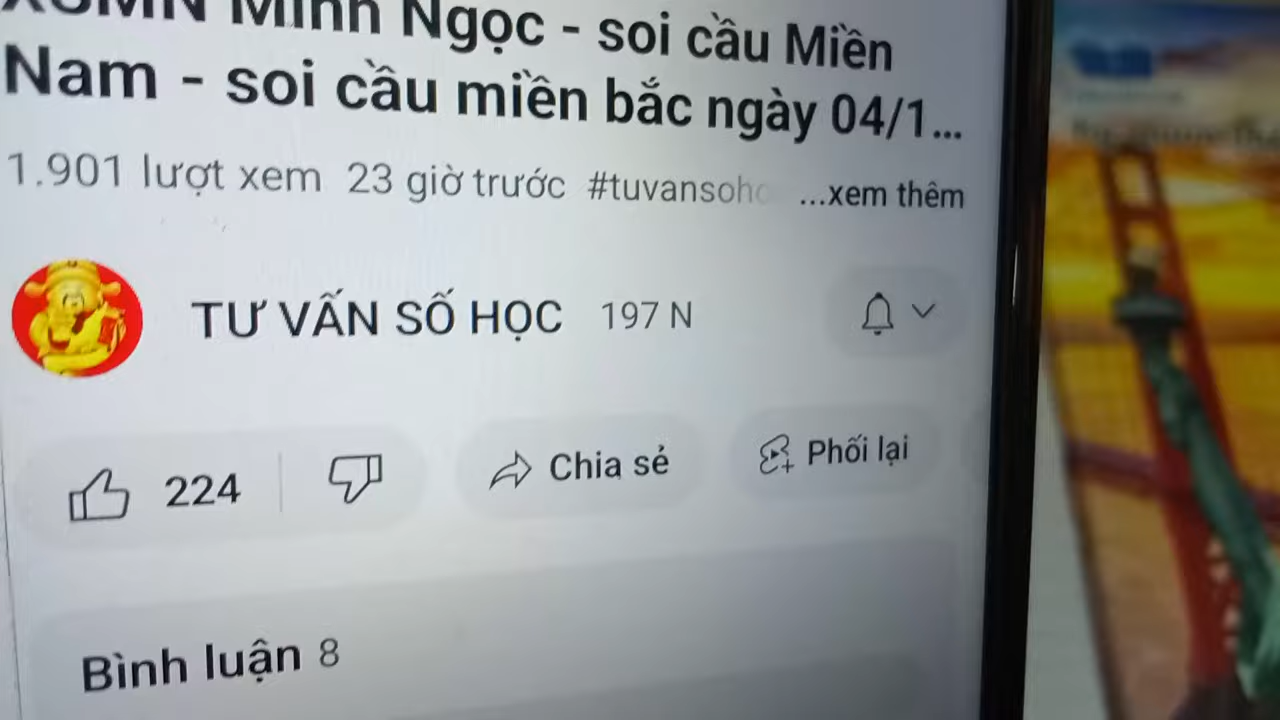 XSMN Minh Ngọc - soi cầu Miền
Nam - soi cầu miền bắc ngày 04/1...
1.901 lượt xem 23 giờ trước #tuvansoho ...xem thêm
TƯ VẤN SỐ HỌC 197 N
224 Chia sẻ Phối lại
Bình luận 8